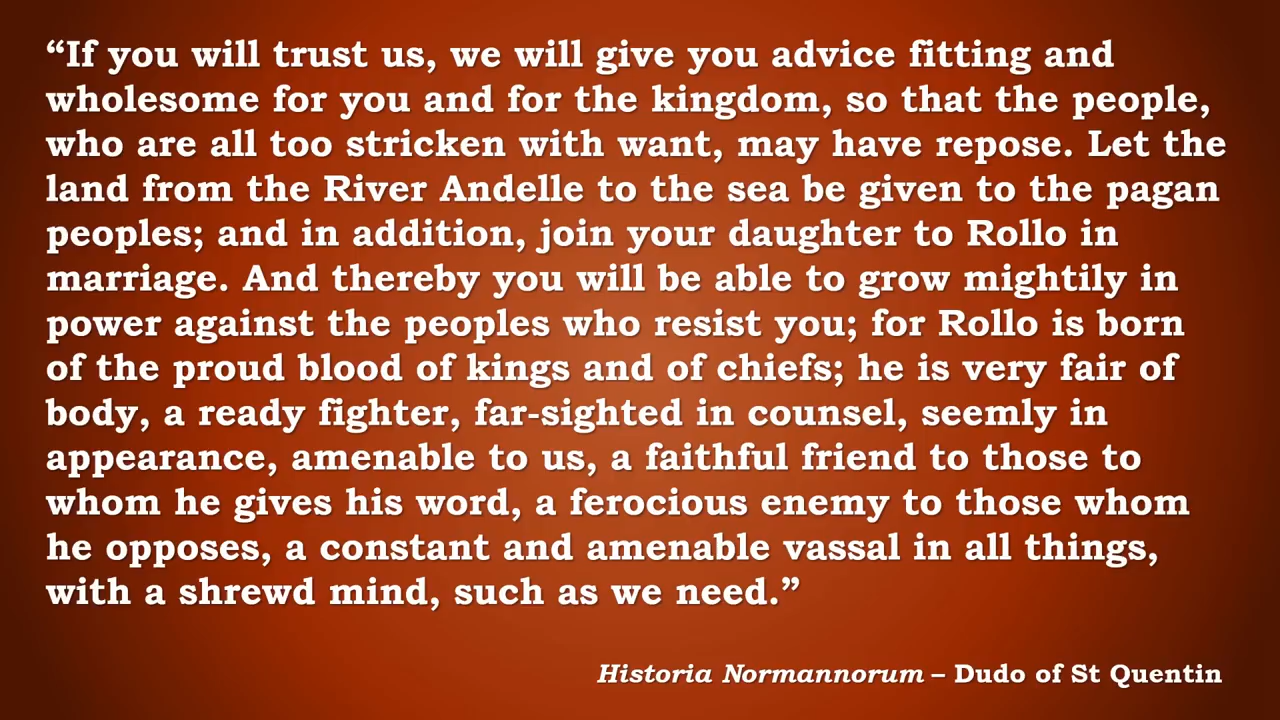 “If you will trust us, we will give you advice fitting and
wholesome for you and for the kingdom, so that the people,
who are all too stricken with want, may have repose. Let the
land from the River Andelle to the sea be given to the pagan
peoples; and in addition, join your daughter to Rollo in
marriage. And thereby you will be able to grow mightily in
power against the peoples who resist you; for Rollo is born
of the proud blood of kings and of chiefs; he is very fair of
body, a ready fighter, far-sighted in counsel, seemly in
appearance, amenable to us, a faithful friend to those to
whom he gives his word, a ferocious enemy to those whom
he opposes, a constant and amenable vassal in all things,
with a shrewd mind, such as we need.”
Historia Normannorum – Dudo of St Quentin